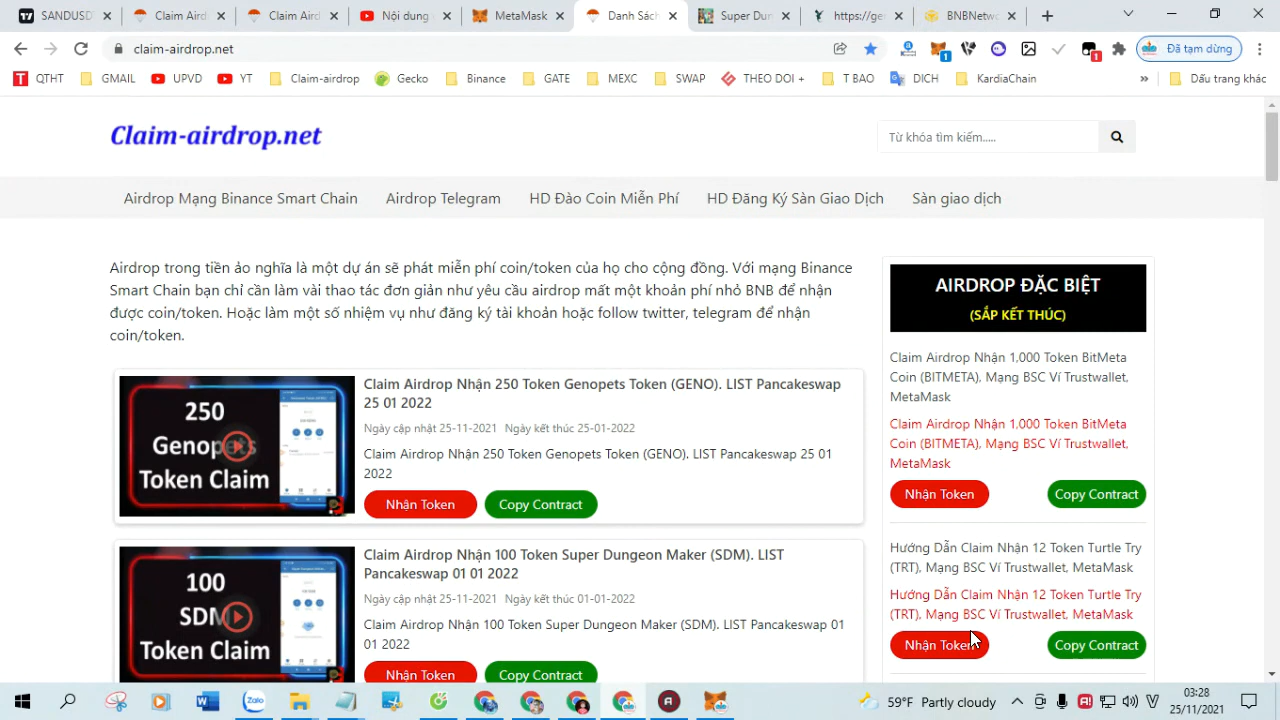 SANDUSD
Claim Air
Claim Air
Nội dung
MetaMask
Danh Sách
Super Dun
https://ge
BNBNetwo
claim-airdrop.net
1
1
Đã tạm dừng
T QTHT
GMAIL
UPVD
YT
Claim-airdrop
Gecko
Binance
GATE
MEXC
SWAP
THEO DOI +
T BAO
DICH
KardiaChain
»
Dấu trang khác
Claim-airdrop.net
Từ khóa tìm kiếm.....
Airdrop Mạng Binance Smart Chain
Airdrop Telegram
HD Đào Coin Miễn Phí
HD Đăng Ký Sàn Giao Dịch
Sàn giao dịch
Airdrop trong tiền ảo nghĩa là một dự án sẽ phát miễn phí coin/token của họ cho cộng đồng. Với mạng Binance
Smart Chain bạn chỉ cần làm vài thao tác đơn giản như yêu cầu airdrop mất một khoản phí nhỏ BNB để nhận
được coin/token. Hoặc làm một số nhiệm vụ như đăng ký tài khoản hoặc follow twitter, telegram để nhận
coin/token.
250
Genopets
Token Claim
Claim Airdrop Nhận 250 Token Genopets Token (GENO). LIST Pancakeswap
25 01 2022
Ngày cập nhật 25-11-2021 Ngày kết thúc 25-01-2022
Claim Airdrop Nhận 250 Token Genopets Token (GENO). LIST Pancakeswap 25 01
2022
Nhận Token
Copy Contract
100
SDM
Token Claim
Claim Airdrop Nhận 100 Token Super Dungeon Maker (SDM). LIST
Pancakeswap 01 01 2022
Ngày cập nhật 25-11-2021 Ngày kết thúc 01-01-2022
Claim Airdrop Nhận 100 Token Super Dungeon Maker (SDM). LIST Pancakeswap 01
01 2022
Nhận Token
Copy Contract
AIRDROP ĐẶC BIỆT
(SẮP KẾT THÚC)
Claim Airdrop Nhận 1,000 Token BitMeta
Coin (BITMETA), Mạng BSC Ví Trustwallet,
MetaMask
Claim Airdrop Nhận 1,000 Token BitMeta
Coin (BITMETA), Mạng BSC Ví Trustwallet,
MetaMask
Nhận Token
Copy Contract
Hướng Dẫn Claim Nhận 12 Token Turtle Try
(TRT), Mạng BSC Ví Trustwallet, MetaMask
Hướng Dẫn Claim Nhận 12 Token Turtle Try
(TRT), Mạng BSC Ví Trustwallet, MetaMask
Nhận Token
Copy Contract
Zalo
59°F Partly cloudy
03:28
25/11/2021